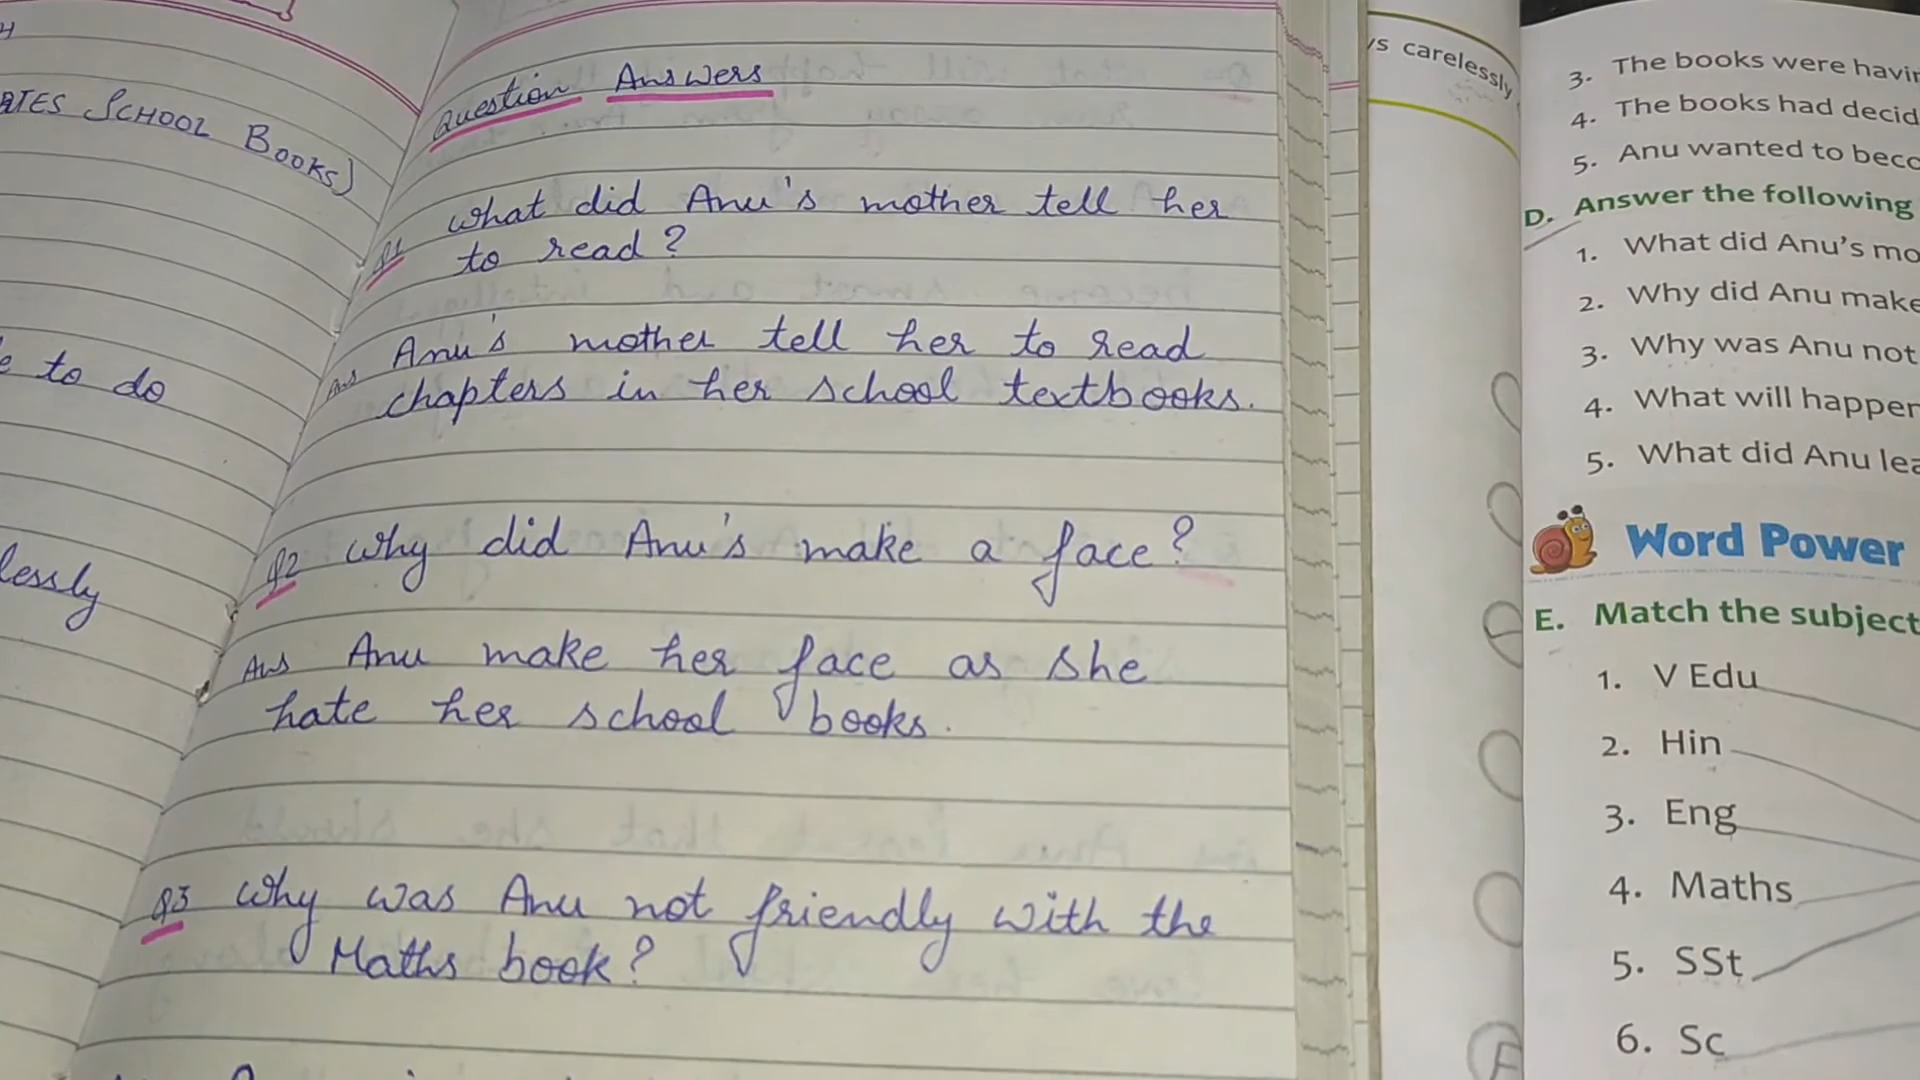 ATES SCHOOL BOOKS)
e to do
lessly
Question Answers
Q1 What did Anu's mother tell her
to read?
Ans Anu's mother tell her to read
chapters in her school textbooks.
Q2 Why did Anu's make a face?
Ans Anu make her face as she
hate her school books.
Q3 Why was Anu not friendly with the
Maths book?
s carelessly
3. The books were havin
4. The books had decid
5. Anu wanted to beco
D. Answer the following
1. What did Anu's mo
2. Why did Anu make
3. Why was Anu not
4. What will happen
5. What did Anu lea
Word Power
E. Match the subject
1. V Edu
2. Hin
3. Eng
4. Maths
5. SSt
6. Sc